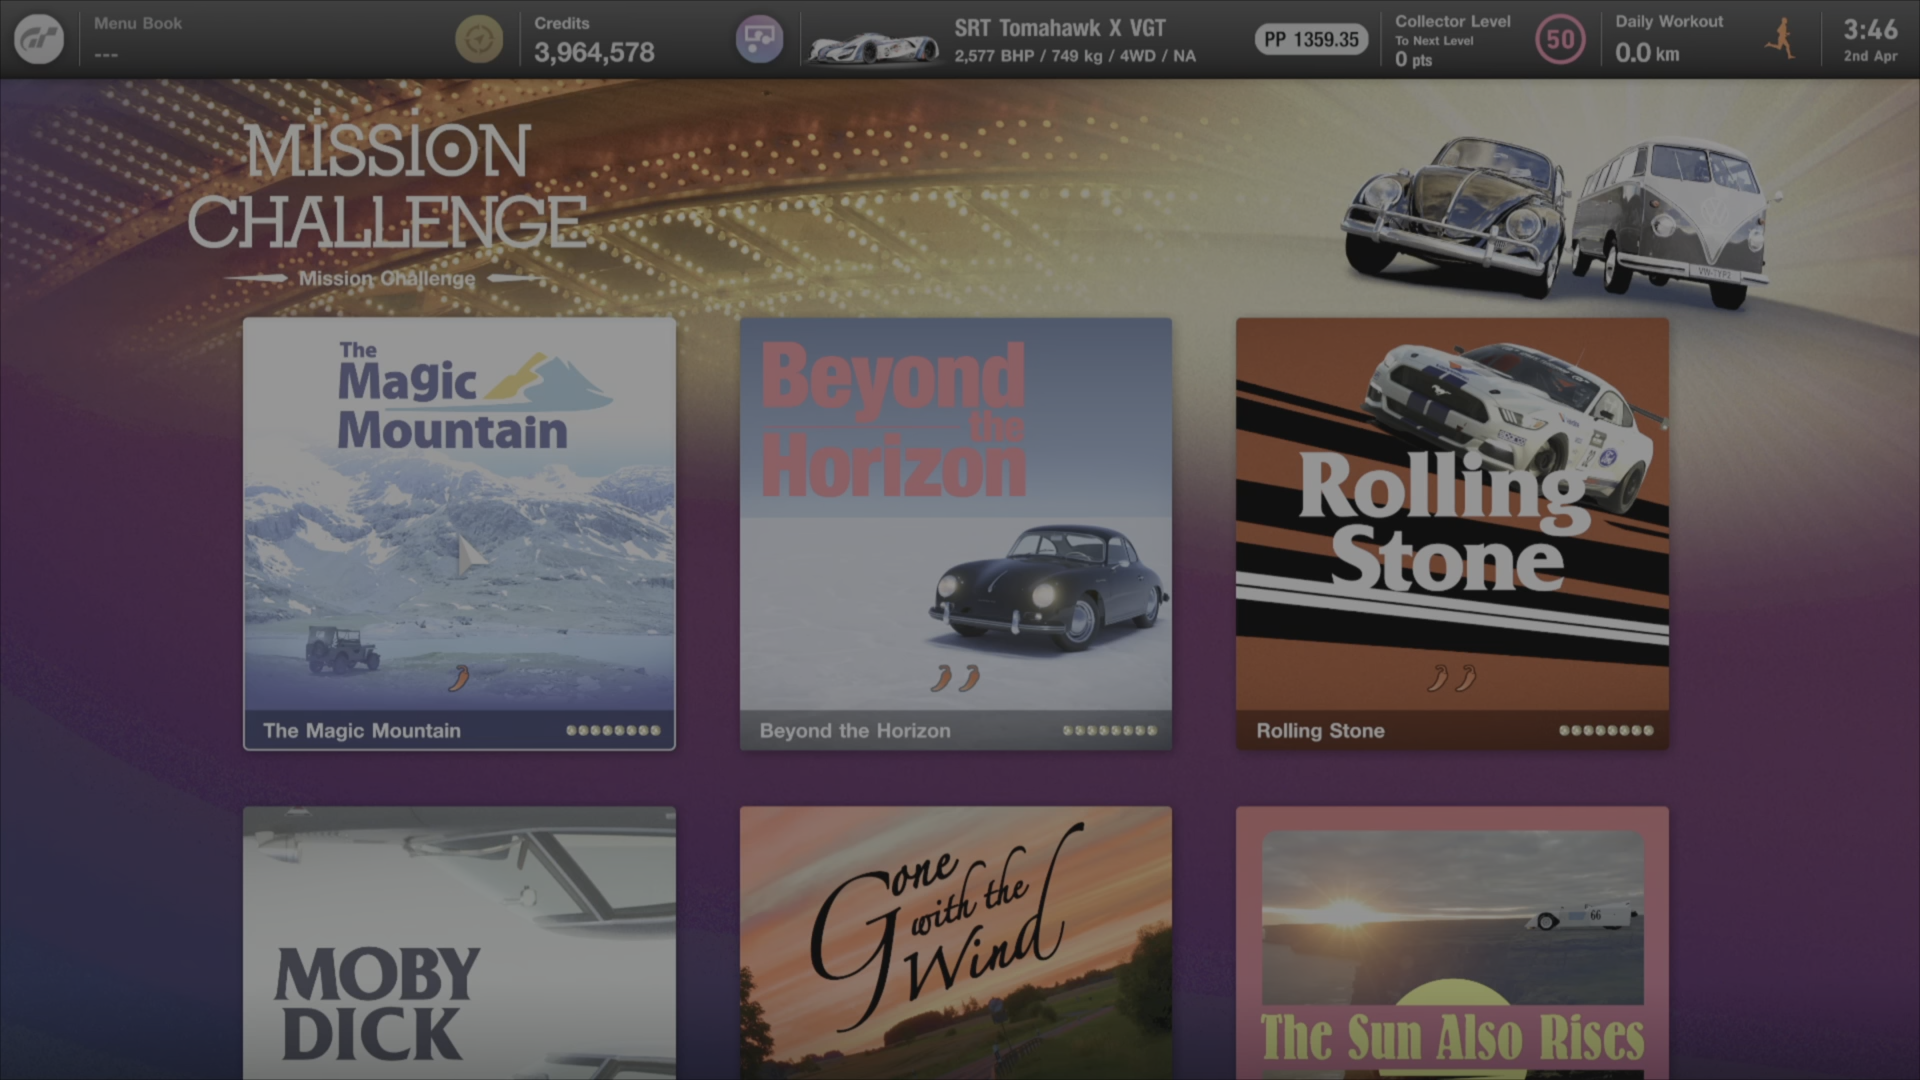 Menu Book
---
Credits
3,964,578
SRT Tomahawk X VGT
2,577 BHP / 749 kg / 4WD / NA
PP 1359.35
Collector Level
To Next Level
0 pts
50
Daily Workout
0.0 km
3:46
2nd Apr
MISSION
CHALLENGE
Mission Challenge
The
Magic
Mountain
The Magic Mountain
Beyond
the
Horizon
Beyond the Horizon
Rolling
Stone
Rolling Stone
MOBY
DICK
Gone
with the
Wind
66
The Sun Also Rises